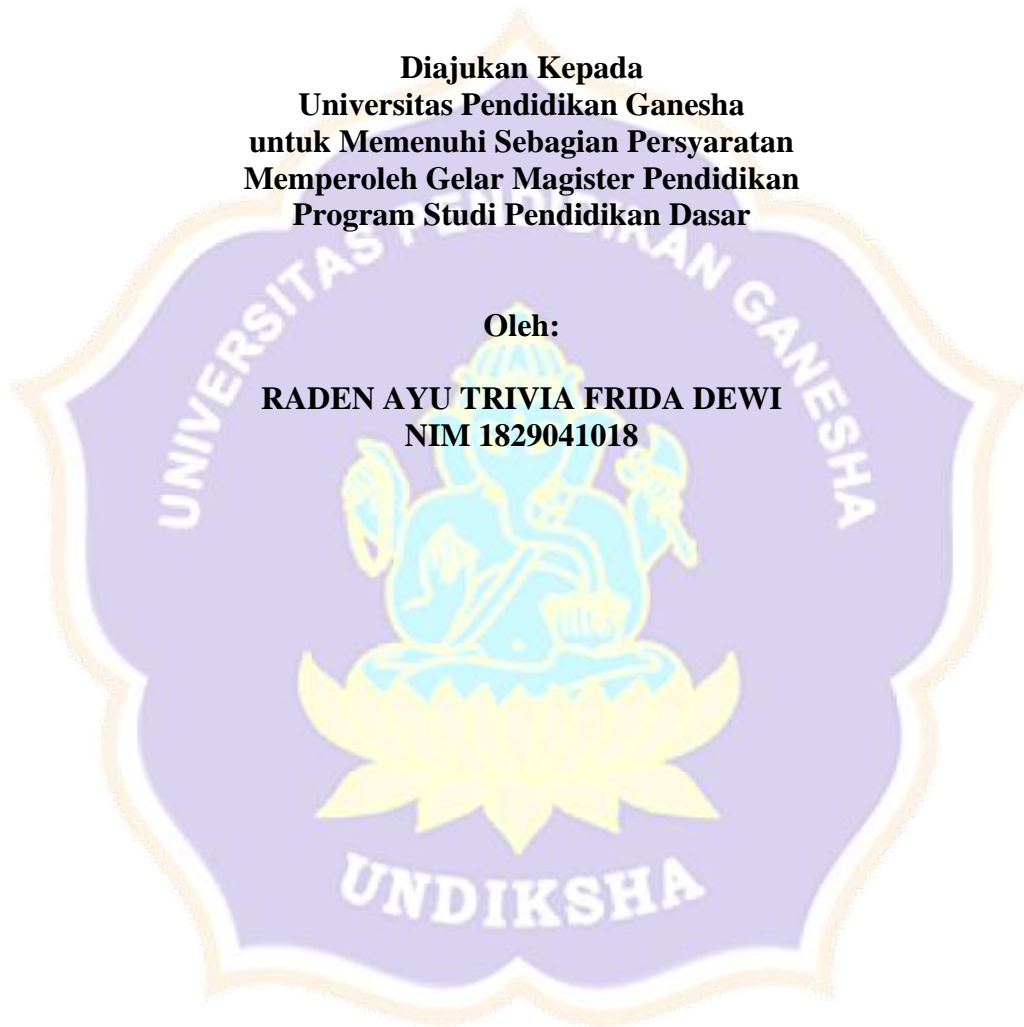 Diajukan Kepada
Universitas Pendidikan Ganesha
untuk Memenuhi Sebagian Persyaratan
Memperoleh Gelar Magister Pendidikan
Program Studi Pendidikan Dasar
UNIVERSITAS PENDIDIKAN GANESHA
Oleh:
RADEN AYU TRIVIA FRIDA DEWI
NIM 1829041018
UNDIKSHA